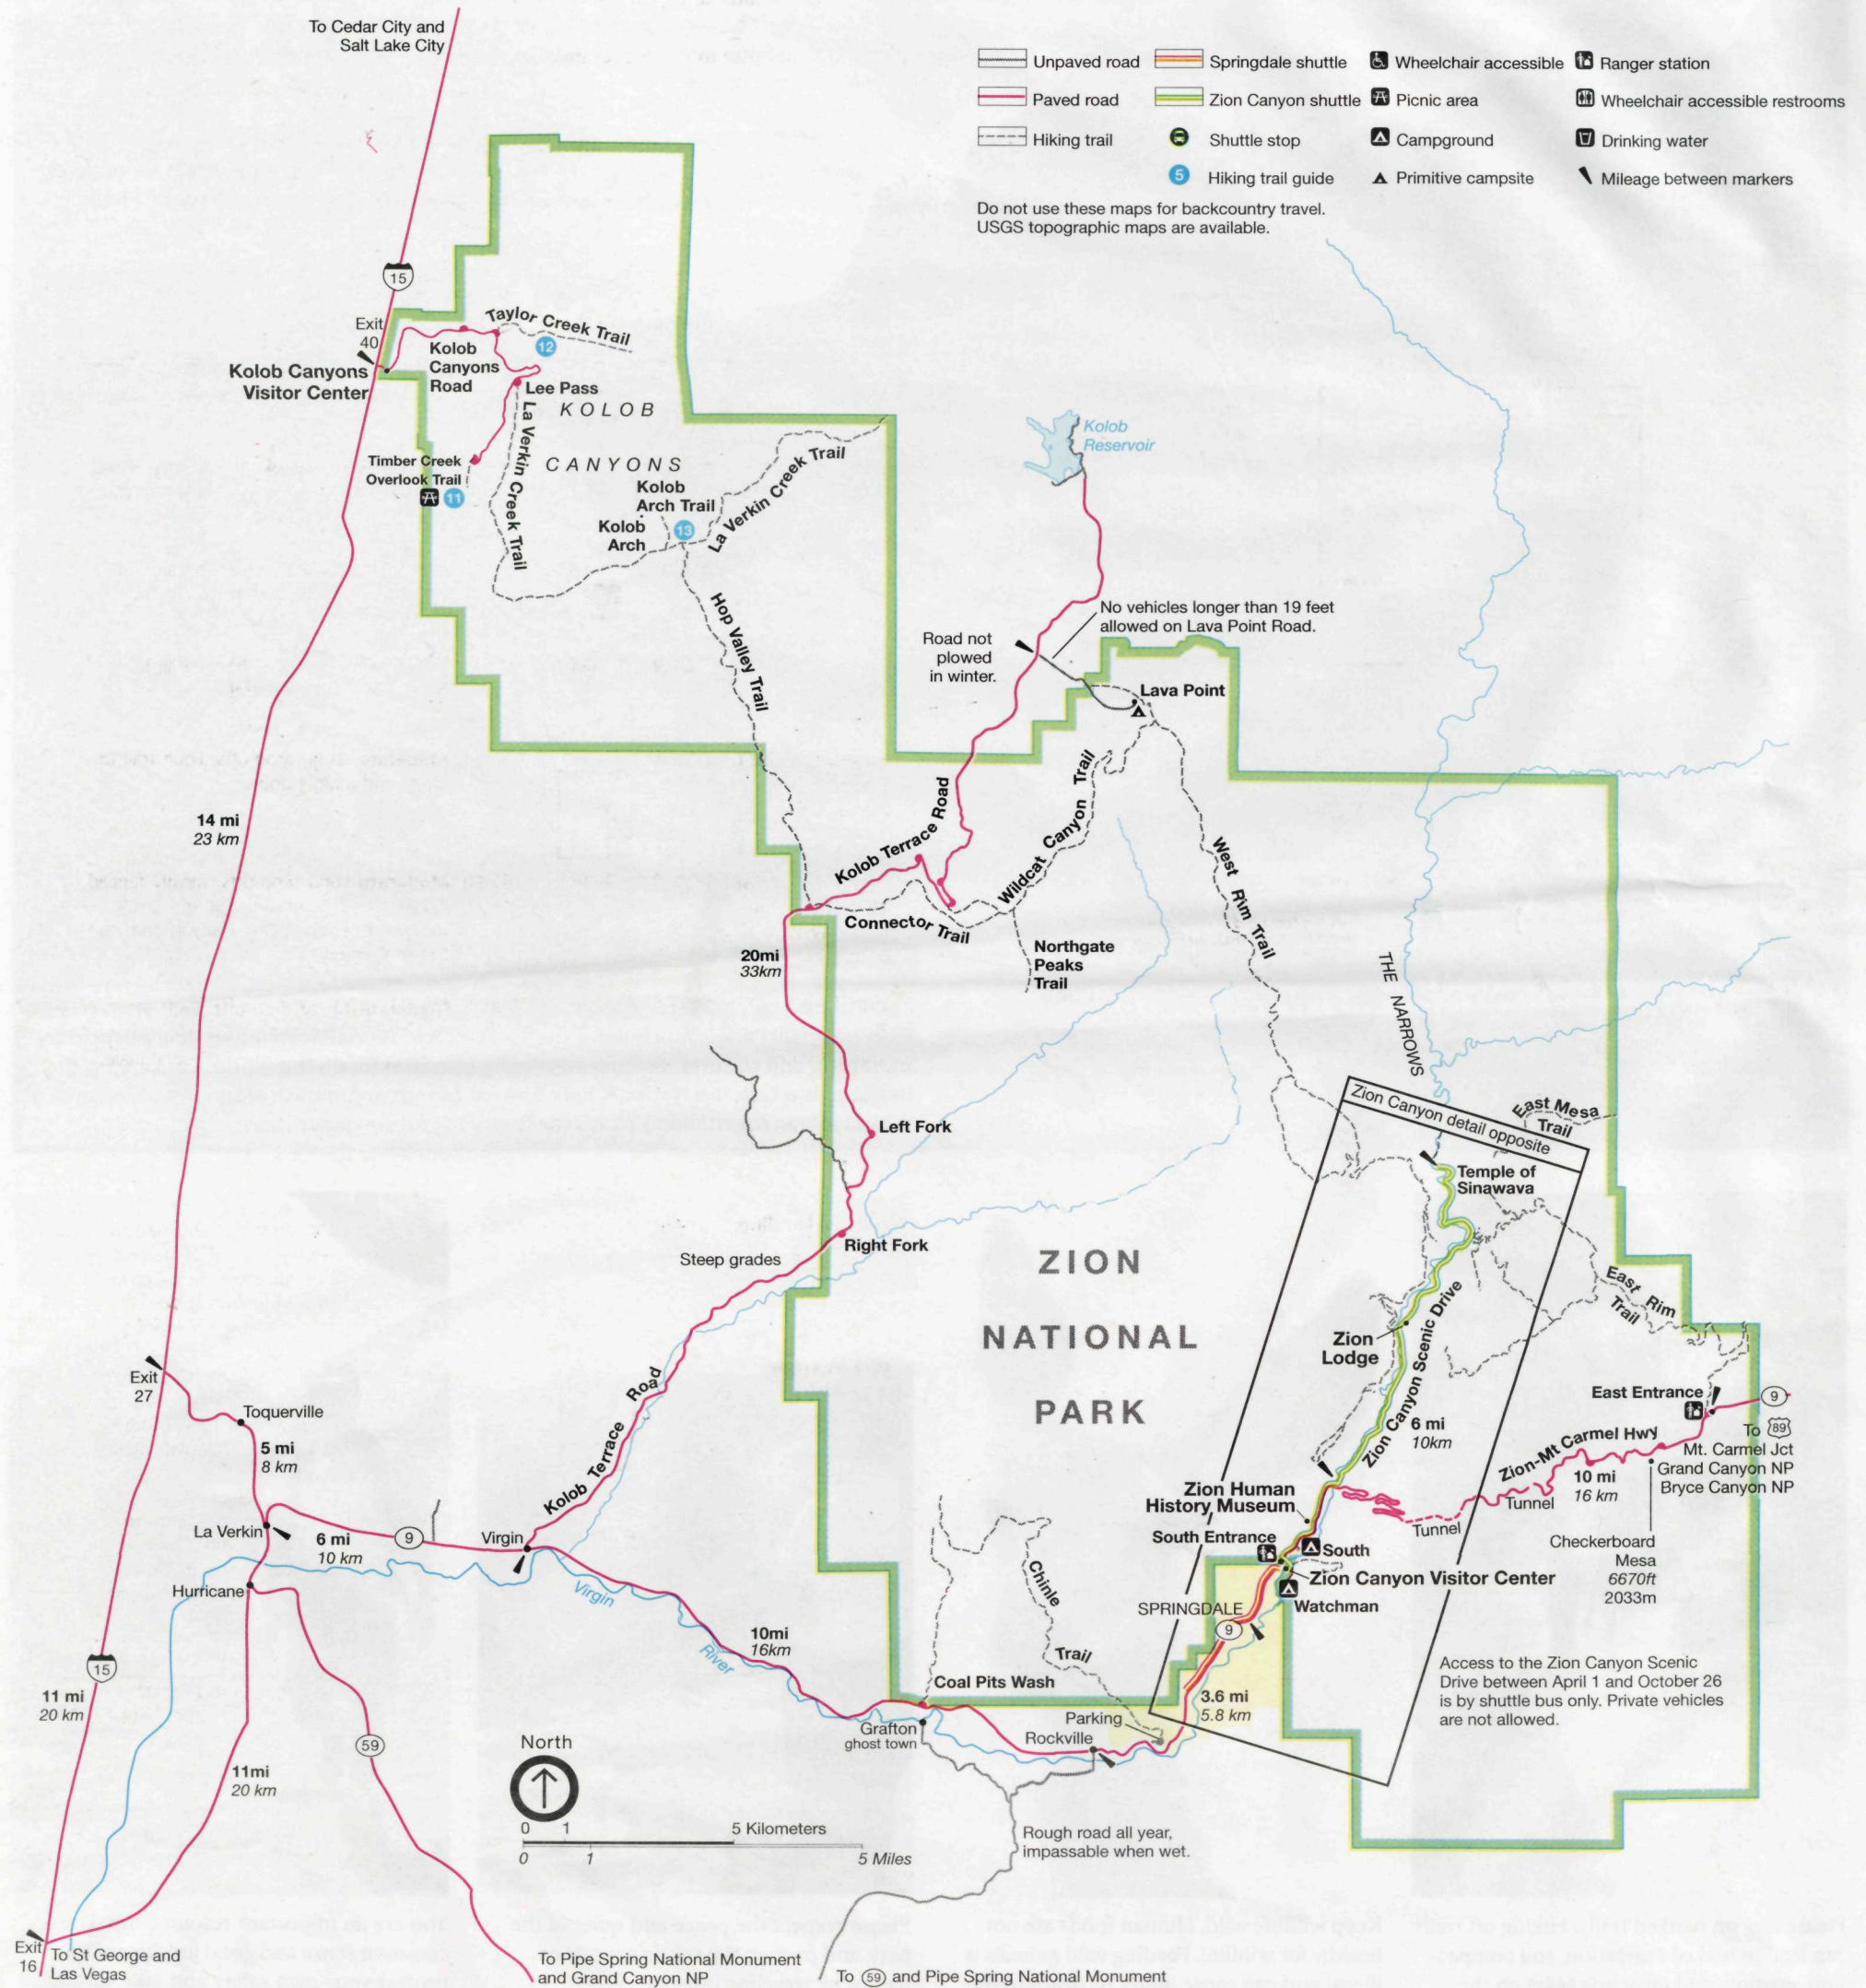 To Cedar City and
Salt Lake City
Unpaved road
Springdale shuttle
Wheelchair accessible
Ranger station
Paved road
Zion Canyon shuttle
Picnic area
Wheelchair accessible restrooms
Hiking trail
Shuttle stop
Campground
Drinking water
5
Hiking trail guide
Primitive campsite
Mileage between markers
Do not use these maps for backcountry travel.
USGS topographic maps are available.
15
Exit
40
Kolob Canyons
Visitor Center
Kolob
Canyons
Road
Taylor Creek Trail
12
Lee Pass
KOLOB
CANYONS
La Verkin Creek Trail
Timber Creek
Overlook Trail
11
Kolob
Arch Trail
Kolob
Arch
13
La Verkin Creek Trail
Kolob
Reservoir
Hop Valley Trail
No vehicles longer than 19 feet
allowed on Lava Point Road.
Road not
plowed
in winter.
Lava Point
14 mi
23 km
Kolob Terrace Road
Wildcat Canyon Trail
West Rim Trail
Connector Trail
Northgate
Peaks
Trail
20mi
33km
THE NARROWS
Left Fork
Zion Canyon detail opposite
East Mesa
Trail
Temple of
Sinawava
Right Fork
Steep grades
ZION
NATIONAL
PARK
East Rim
Trail
Zion
Lodge
Zion Canyon Scenic Drive
6 mi
10km
Exit
27
Toquerville
5 mi
8 km
Kolob Terrace Road
East Entrance
9
To 89
Mt. Carmel Jct
Grand Canyon NP
Bryce Canyon NP
Zion-Mt Carmel Hwy
10 mi
16 km
Tunnel
Tunnel
Checkerboard
Mesa
6670ft
2033m
Zion Human
History Museum
South Entrance
South
Zion Canyon Visitor Center
Watchman
SPRINGDALE
9
La Verkin
6 mi
10 km
9
Virgin
Hurricane
Virgin
River
10mi
16km
Chinle
Trail
Coal Pits Wash
3.6 mi
5.8 km
Parking
Grafton
ghost town
Rockville
Access to the Zion Canyon Scenic
Drive between April 1 and October 26
is by shuttle bus only. Private vehicles
are not allowed.
15
11 mi
20 km
59
11mi
20 km
North
0 1 5 Kilometers
0 1 5 Miles
Rough road all year,
impassable when wet.
Exit
16
To St George and
Las Vegas
To Pipe Spring National Monument
and Grand Canyon NP
To 59 and Pipe Spring National Monument